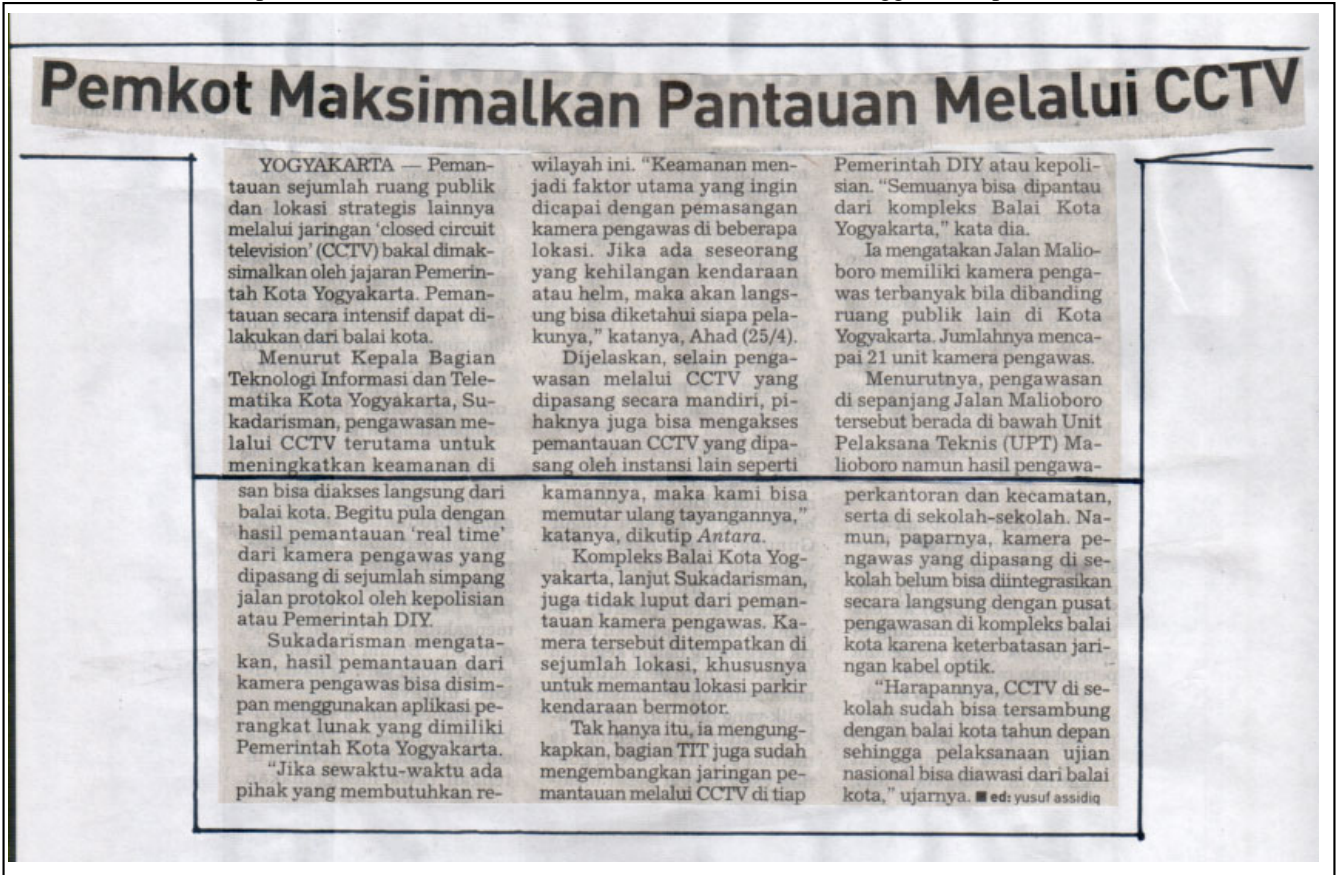 Pemkot Maksimalkan Pantauan Melalui CCTV
YOGYAKARTA — Peman-
tauan sejumlah ruang publik
dan lokasi strategis lainnya
melalui jaringan 'closed circuit
television' (CCTV) bakal dimak-
simalkan oleh jajaran Pemerin-
tah Kota Yogyakarta. Peman-
tauan secara intensif dapat di-
lakukan dari balai kota.
Menurut Kepala Bagian
Teknologi Informasi dan Tele-
matika Kota Yogyakarta, Su-
kadarisman, pengawasan me-
lalui CCTV terutama untuk
meningkatkan keamanan di
wilayah ini. "Keamanan men-
jadi faktor utama yang ingin
dicapai dengan pemasangan
kamera pengawas di beberapa
lokasi. Jika ada seseorang
yang kehilangan kendaraan
atau helm, maka akan langs-
ung bisa diketahui siapa pela-
kunya," katanya, Ahad (25/4).
Dijelaskan, selain penga-
wasan melalui CCTV yang
dipasang secara mandiri, pi-
haknya juga bisa mengakses
pemantauan CCTV yang dipa-
sang oleh instansi lain seperti
Pemerintah DIY atau kepoli-
sian. "Semuanya bisa dipantau
dari kompleks Balai Kota
Yogyakarta," kata dia.
Ia mengatakan Jalan Malio-
boro memiliki kamera penga-
was terbanyak bila dibanding
ruang publik lain di Kota
Yogyakarta. Jumlahnya menca-
pai 21 unit kamera pengawas.
Menurutnya, pengawasan
di sepanjang Jalan Malioboro
tersebut berada di bawah Unit
Pelaksana Teknis (UPT) Ma-
lioboro namun hasil pengawa-
san bisa diakses langsung dari
balai kota. Begitu pula dengan
hasil pemantauan 'real time'
dari kamera pengawas yang
dipasang di sejumlah simpang
jalan protokol oleh kepolisian
atau Pemerintah DIY.
Sukadarisman mengata-
kan, hasil pemantauan dari
kamera pengawas bisa disim-
pan menggunakan aplikasi pe-
rangkat lunak yang dimiliki
Pemerintah Kota Yogyakarta.
"Jika sewaktu-waktu ada
pihak yang membutuhkan re-
kamannya, maka kami bisa
memutar ulang tayangannya,"
katanya, dikutip Antara.
Kompleks Balai Kota Yog-
yakarta, lanjut Sukadarisman,
juga tidak luput dari peman-
tauan kamera pengawas. Ka-
mera tersebut ditempatkan di
sejumlah lokasi, khususnya
untuk memantau lokasi parkir
kendaraan bermotor.
Tak hanya itu, ia mengung-
kapkan, bagian TIT juga sudah
mengembangkan jaringan pe-
mantauan melalui CCTV di tiap
perkantoran dan kecamatan,
serta di sekolah-sekolah. Na-
mun, paparnya, kamera pe-
ngawas yang dipasang di se-
kolah belum bisa diintegrasikan
secara langsung dengan pusat
pengawasan di kompleks balai
kota karena keterbatasan jari-
ngan kabel optik.
"Harapannya, CCTV di se-
kolah sudah bisa tersambung
dengan balai kota tahun depan
sehingga pelaksanaan ujian
nasional bisa diawasi dari balai
kota," ujarnya. ■ ed: yusuf assidiq